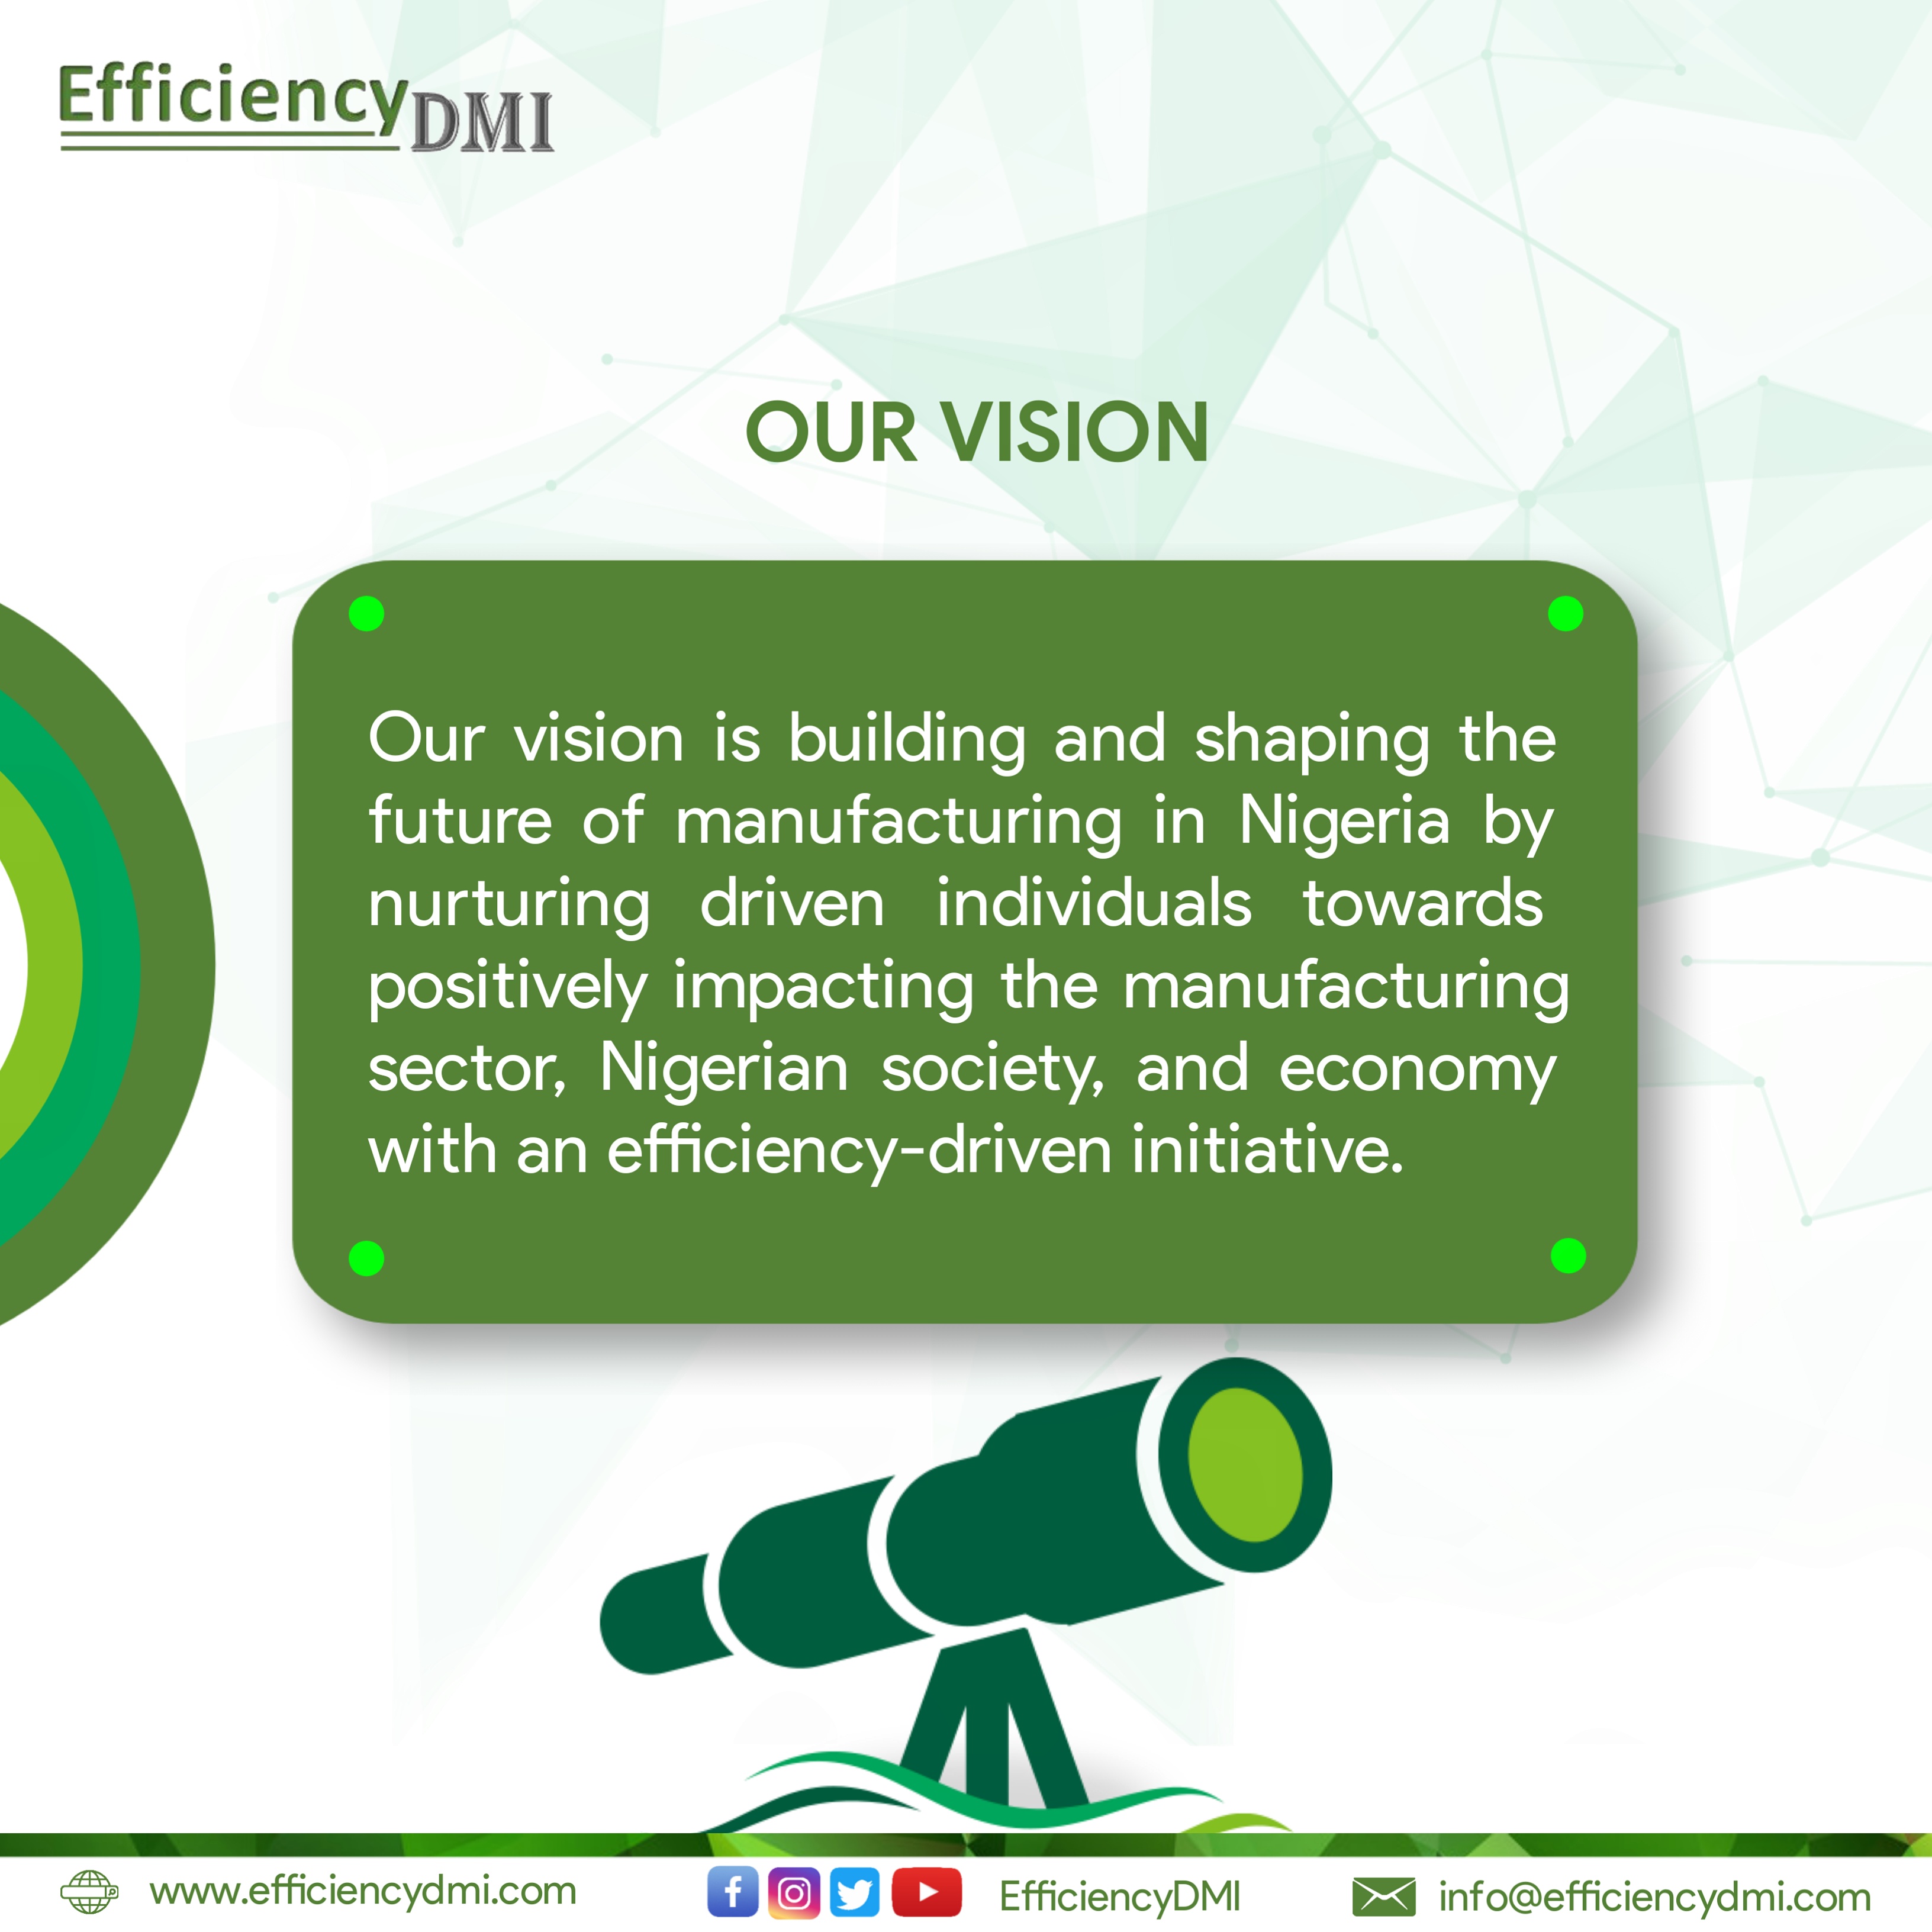 Efficiency DMI
OUR VISION
Our vision is building and shaping the
future of manufacturing in Nigeria by
nurturing driven individuals towards
positively impacting the manufacturing
sector, Nigerian society, and economy
with an efficiency-driven initiative.
www.efficiencydmi.com EfficiencyDMI info@efficiencydmi.com